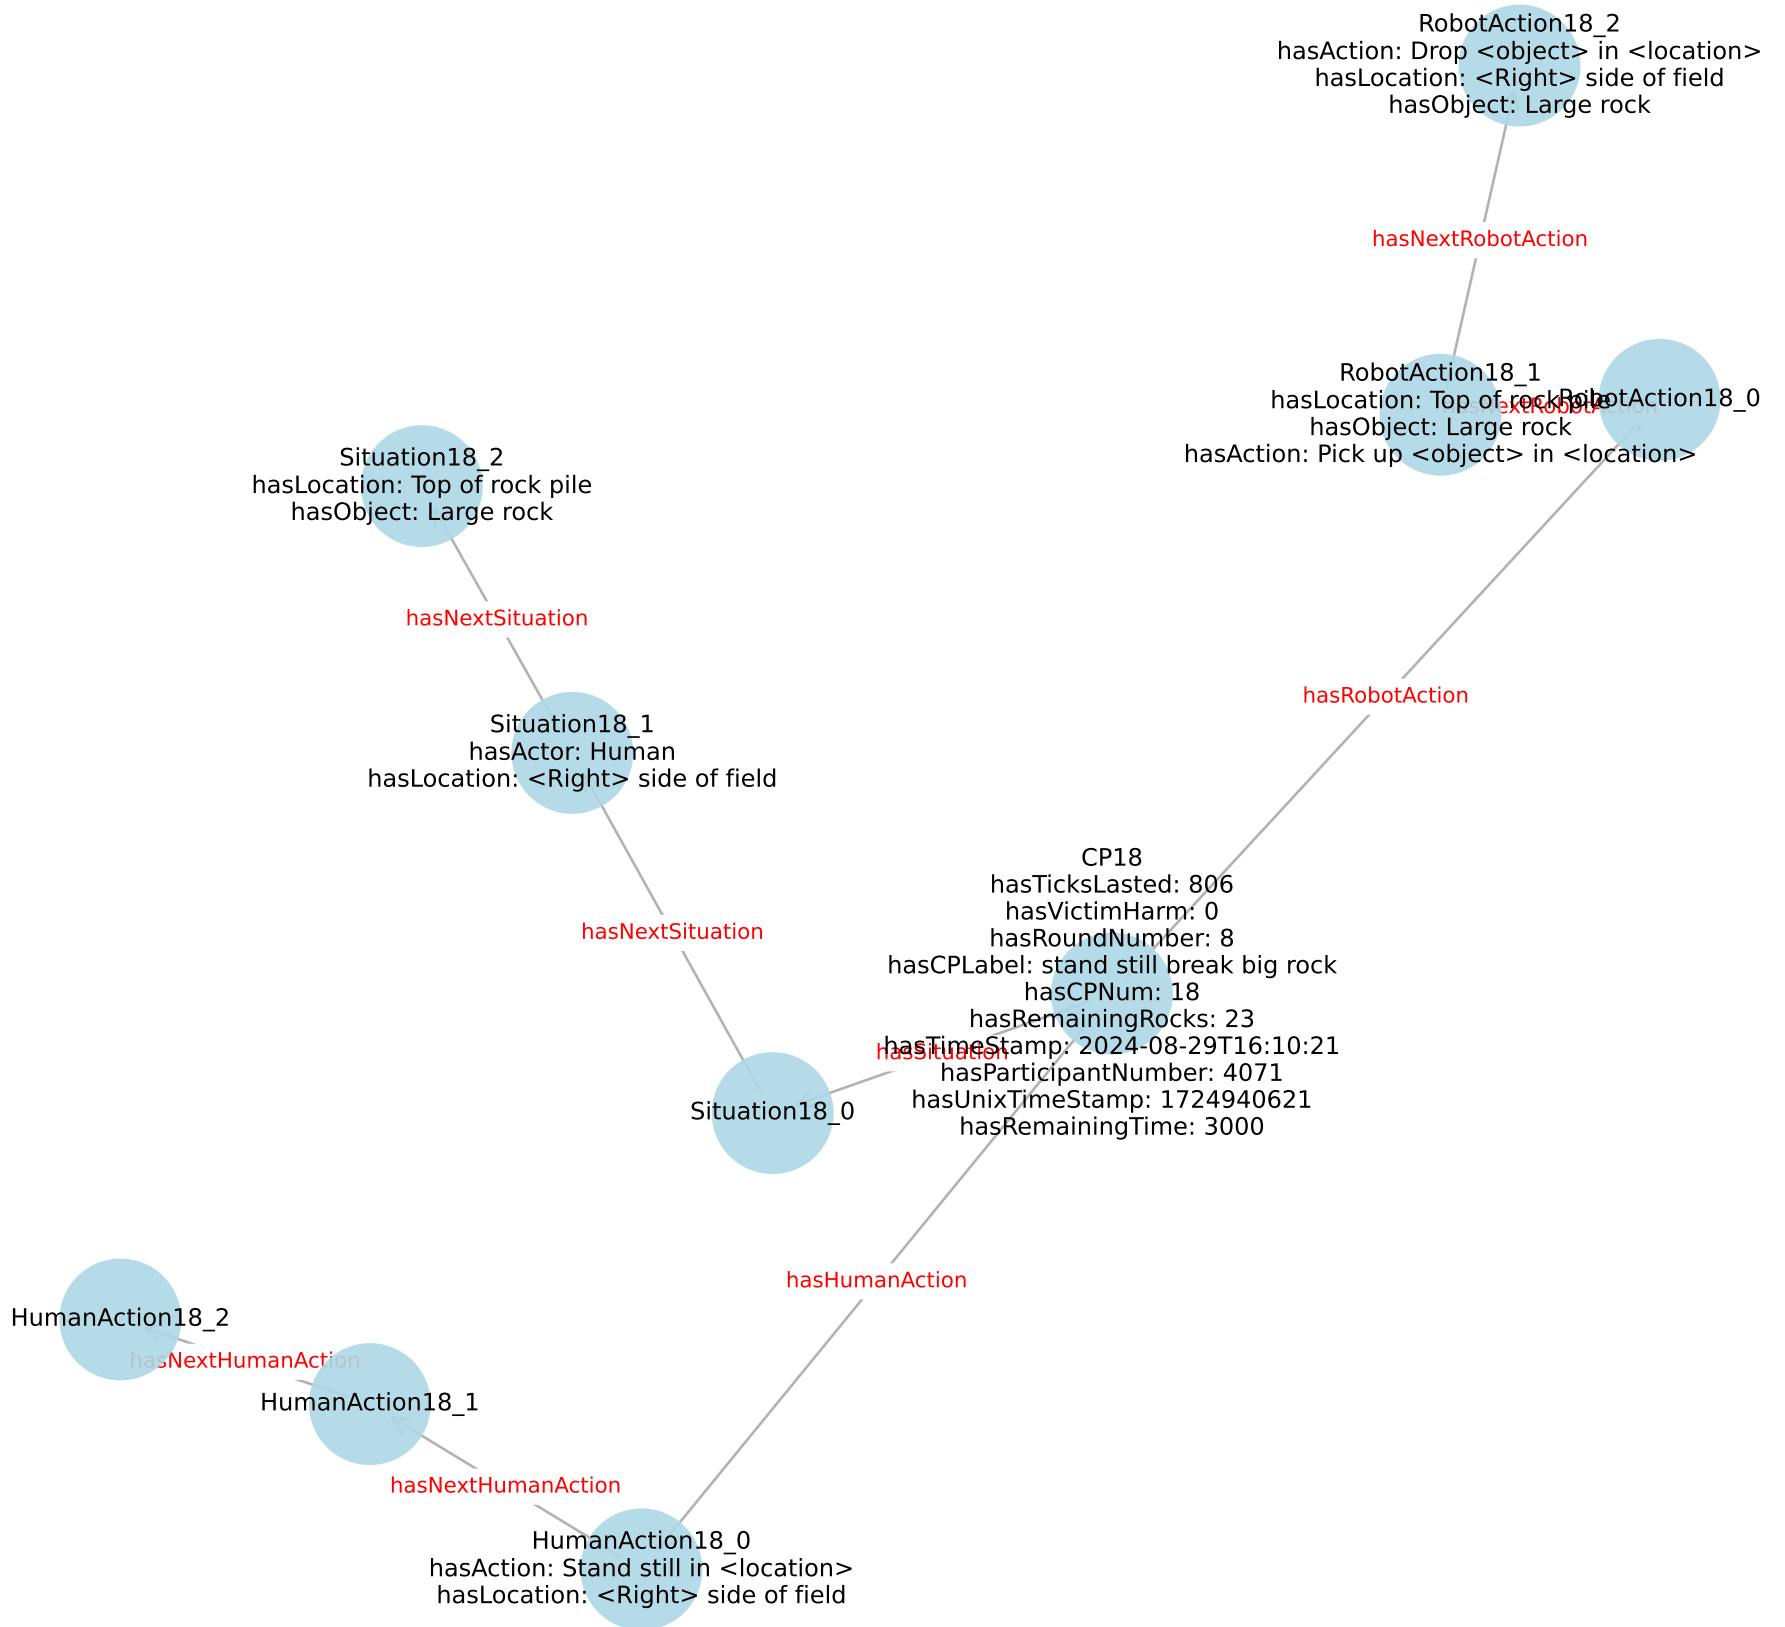 RobotAction18_2
hasAction: Drop <object> in <location>
hasLocation: <Right> side of field
hasObject: Large rock
hasNextRobotAction
RobotAction18_1
hasLocation: Top of rock pile
hasObject: Large rock
hasAction: Pick up <object> in <location>
hasNextRobotAction
RobotAction18_0
Situation18_2
hasLocation: Top of rock pile
hasObject: Large rock
hasNextSituation
hasRobotAction
Situation18_1
hasActor: Human
hasLocation: <Right> side of field
hasNextSituation
CP18
hasTicksLasted: 806
hasVictimHarm: 0
hasRoundNumber: 8
hasCPLabel: stand still break big rock
hasCPNum: 18
hasRemainingRocks: 23
hasTimeStamp: 2024-08-29T16:10:21
hasParticipantNumber: 4071
hasUnixTimeStamp: 1724940621
hasRemainingTime: 3000
hasSituation
Situation18_0
hasHumanAction
HumanAction18_2
hasNextHumanAction
HumanAction18_1
hasNextHumanAction
HumanAction18_0
hasAction: Stand still in <location>
hasLocation: <Right> side of field